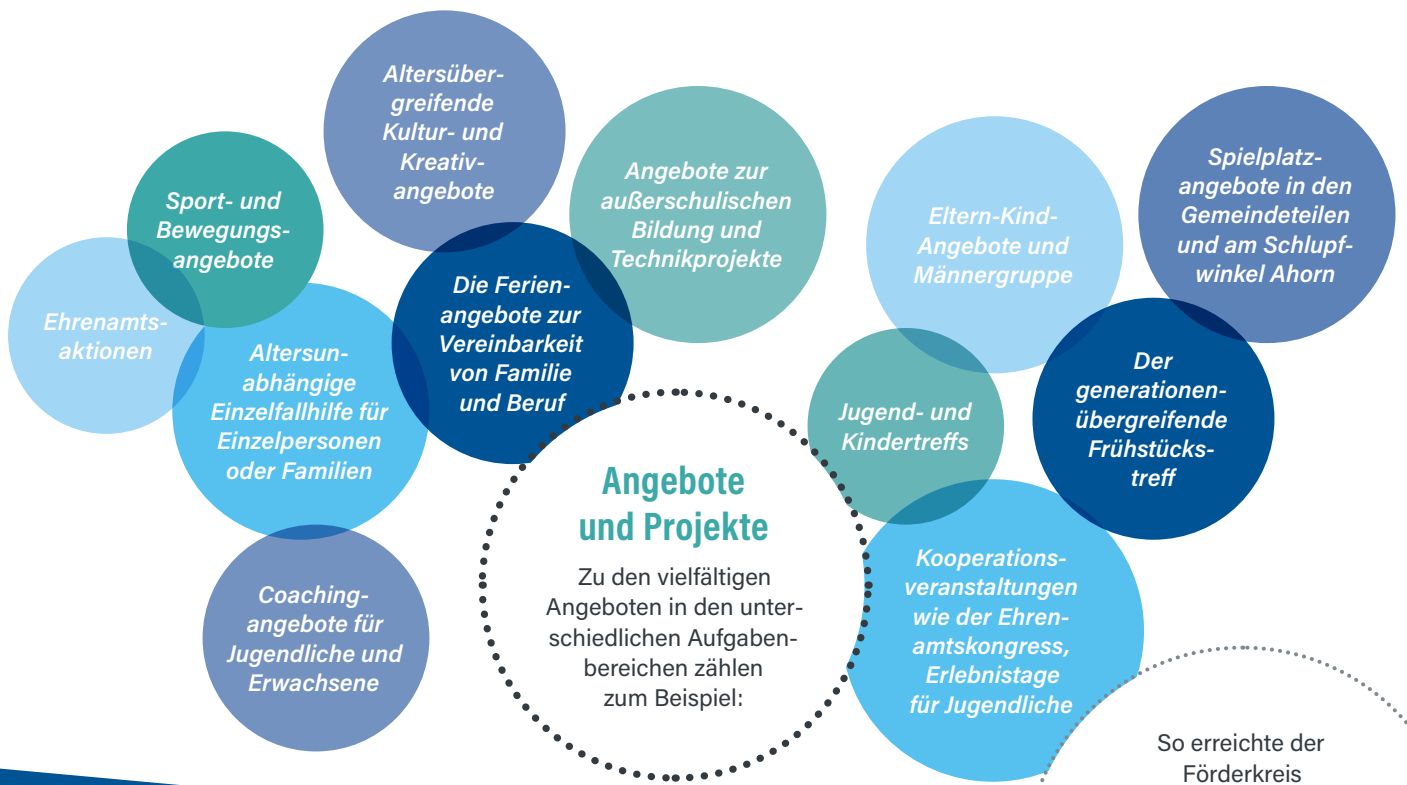 Altersüber-
greifende
Kultur- und
Kreativ-
angebote
Sport- und
Bewegungs-
angebote
Angebote zur
außerschulischen
Bildung und
Technikprojekte
Eltern-Kind-
Angebote und
Männergruppe
Spielplatz-
angebote in den
Gemeindeteilen
und am Schlupf-
winkel Ahorn
Ehrenamts-
aktionen
Altersun-
abhängige
Einzelfallhilfe für
Einzelpersonen
oder Familien
Die Ferien-
angebote zur
Vereinbarkeit
von Familie
und Beruf
Jugend- und
Kindertreffs
Der
generationen-
übergreifende
Frühstücks-
treff
Angebote
und Projekte
Zu den vielfältigen
Angeboten in den unter-
schiedlichen Aufgaben-
bereichen zählen
zum Beispiel:
Coaching-
angebote für
Jugendliche und
Erwachsene
Kooperations-
veranstaltungen
wie der Ehren-
amtskongress,
Erlebnistage
für Jugendliche
So erreichte der
Förderkreis